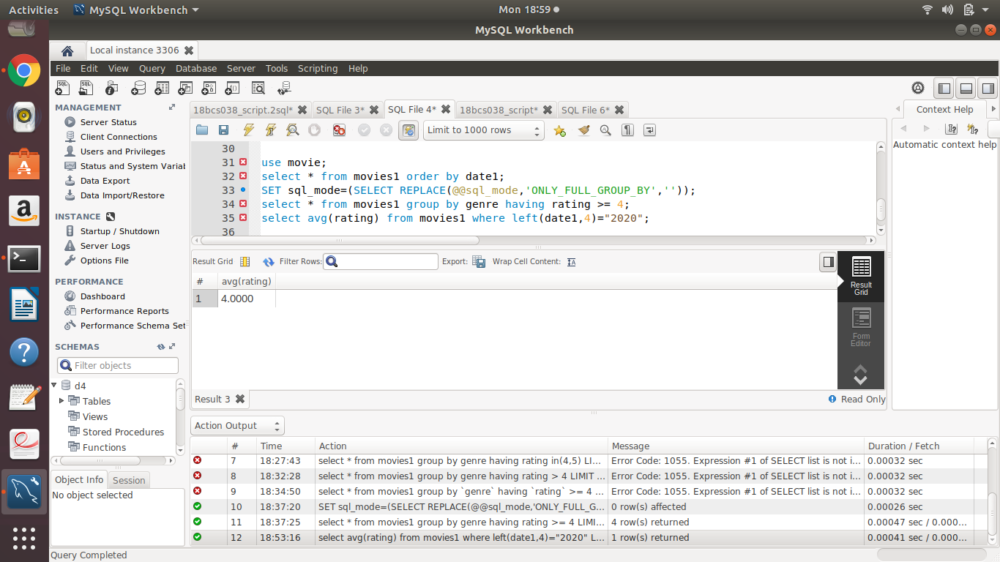 Activities MySQL Workbench Mon 18:59
MySQL Workbench
Local instance 3306
File Edit View Query Database Server Tools Scripting Help
MANAGEMENT
Server Status
Client Connections
Users and Privileges
Status and System Variab
Data Export
Data Import/Restore
INSTANCE
Startup / Shutdown
Server Logs
Options File
PERFORMANCE
Dashboard
Performance Reports
Performance Schema Set
SCHEMAS
Filter objects
d4
Tables
Views
Stored Procedures
Functions
Object Info Session
No object selected
18bcs038_script.2sql* SQL File 3* SQL File 4* 18bcs038_script* SQL File 6*
Limit to 1000 rows
30
31 use movie;
32 select * from movies1 order by date1;
33 SET sql_mode=(SELECT REPLACE(@@sql_mode,'ONLY_FULL_GROUP_BY',''));
34 select * from movies1 group by genre having rating >= 4;
35 select avg(rating) from movies1 where left(date1,4)="2020";
36
Result Grid Filter Rows: Export: Wrap Cell Content:
# avg(rating)
1 4.0000
Result Grid
Form Editor
Result 3 Read Only
Context Help
Automatic context help
Action Output
# Time Action Message Duration / Fetch
7 18:27:43 select * from movies1 group by genre having rating in(4,5) LI... Error Code: 1055. Expression #1 of SELECT list is not i... 0.00032 sec
8 18:32:28 select * from movies1 group by genre having rating > 4 LIMIT ... Error Code: 1055. Expression #1 of SELECT list is not i... 0.00032 sec
9 18:34:50 select * from movies1 group by `genre` having `rating` >= 4 ... Error Code: 1055. Expression #1 of SELECT list is not i... 0.00032 sec
10 18:37:20 SET sql_mode=(SELECT REPLACE(@@sql_mode,'ONLY_FULL_G... 0 row(s) affected 0.00026 sec
11 18:37:25 select * from movies1 group by genre having rating >= 4 LIMI... 4 row(s) returned 0.00047 sec / 0.000...
12 18:53:16 select avg(rating) from movies1 where left(date1,4)="2020" L... 1 row(s) returned 0.00041 sec / 0.000...
Query Completed